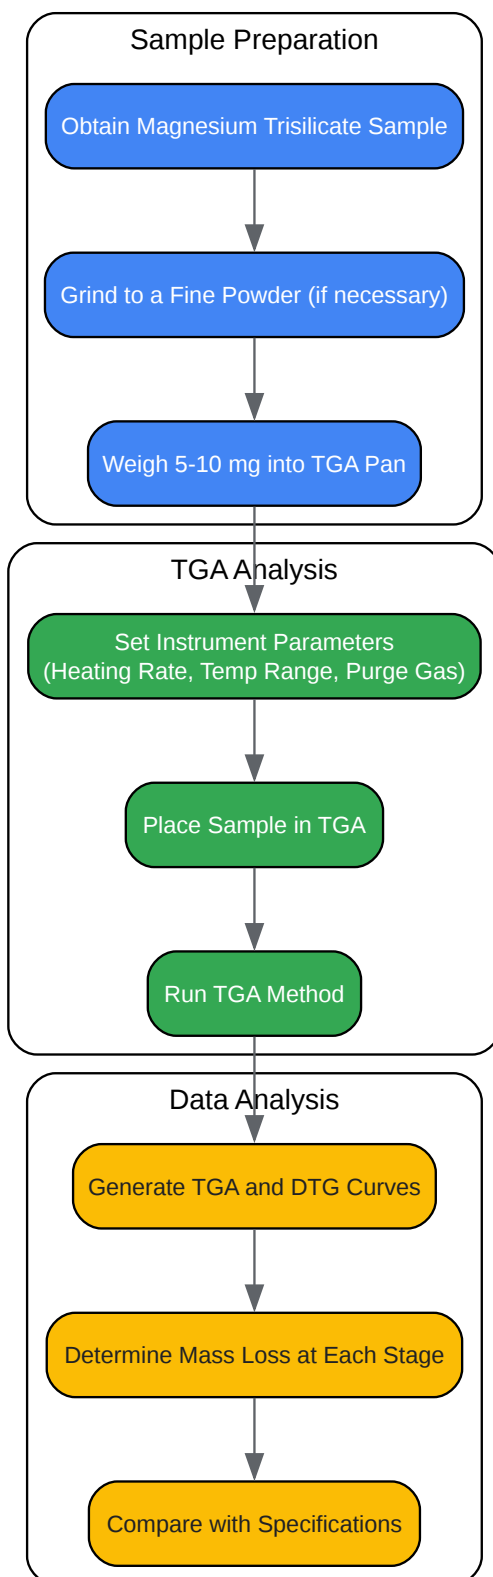 Sample Preparation
Obtain Magnesium Trisilicate Sample
Grind to a Fine Powder (if necessary)
Weigh 5-10 mg into TGA Pan
TGA Analysis
Set Instrument Parameters
(Heating Rate, Temp Range, Purge Gas)
Place Sample in TGA
Run TGA Method
Data Analysis
Generate TGA and DTG Curves
Determine Mass Loss at Each Stage
Compare with Specifications